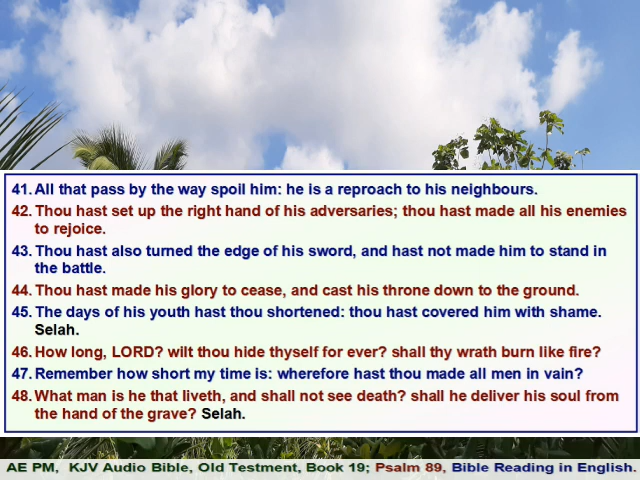 41. All that pass by the way spoil him: he is a reproach to his neighbours.
42. Thou hast set up the right hand of his adversaries; thou hast made all his enemies
to rejoice.
43. Thou hast also turned the edge of his sword, and hast not made him to stand in
the battle.
44. Thou hast made his glory to cease, and cast his throne down to the ground.
45. The days of his youth hast thou shortened: thou hast covered him with shame.
Selah.
46. How long, LORD? wilt thou hide thyself for ever? shall thy wrath burn like fire?
47. Remember how short my time is: wherefore hast thou made all men in vain?
48. What man is he that liveth, and shall not see death? shall he deliver his soul from
the hand of the grave? Selah.
AE PM, KJV Audio Bible, Old Testment, Book 19; Psalm 89, Bible Reading in English.